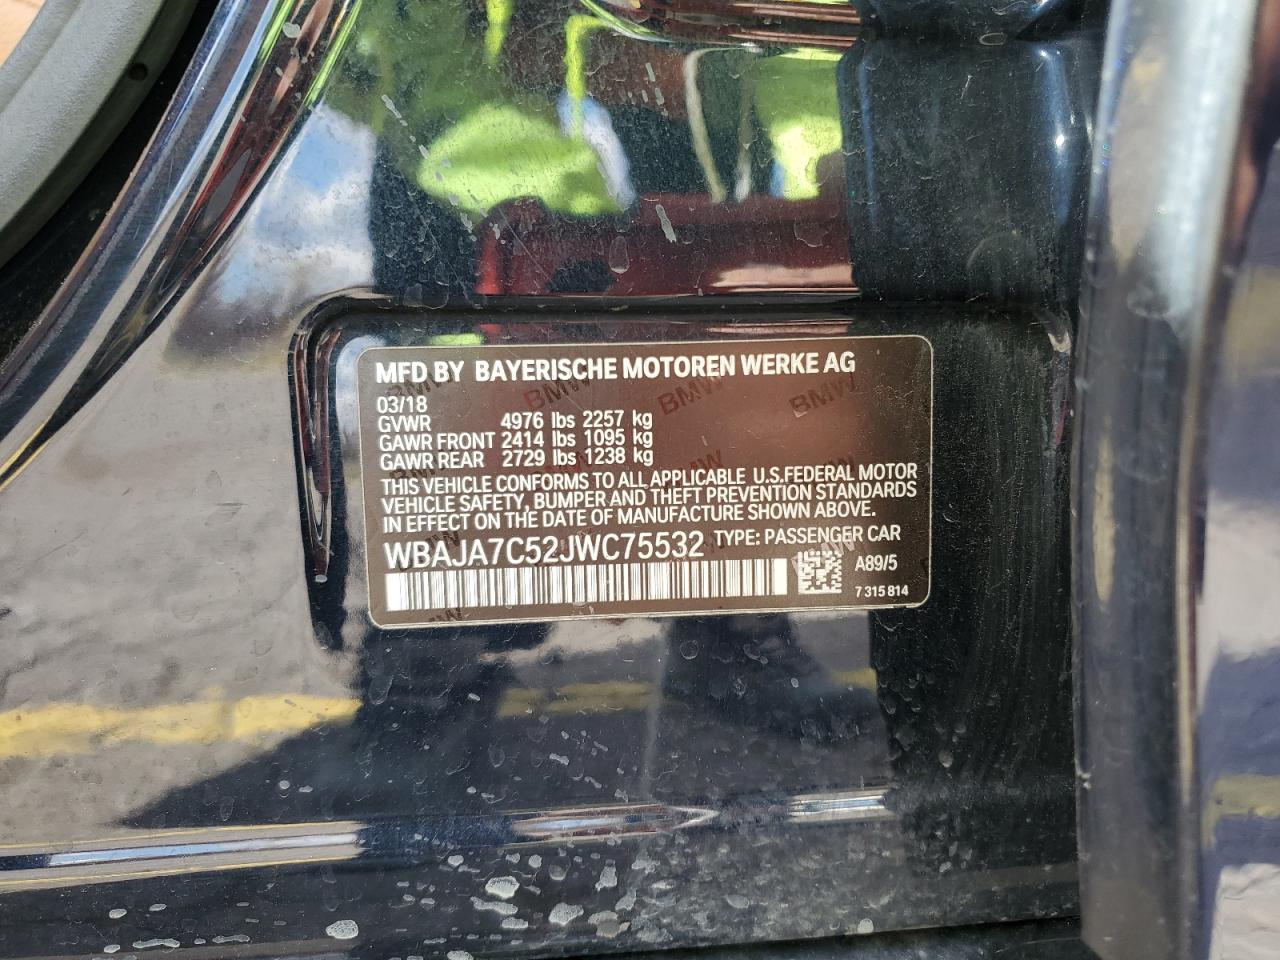 MFD BY BAYERISCHE MOTOREN WERKE AG
03/18
GVWR 4976 lbs 2257 kg
GAWR FRONT 2414 lbs 1095 kg
GAWR REAR 2729 lbs 1238 kg
THIS VEHICLE CONFORMS TO ALL APPLICABLE U.S.FEDERAL MOTOR
VEHICLE SAFETY, BUMPER AND THEFT PREVENTION STANDARDS
IN EFFECT ON THE DATE OF MANUFACTURE SHOWN ABOVE.
WBAJA7C52JWC75532 TYPE: PASSENGER CAR
A89/5
7 315 814